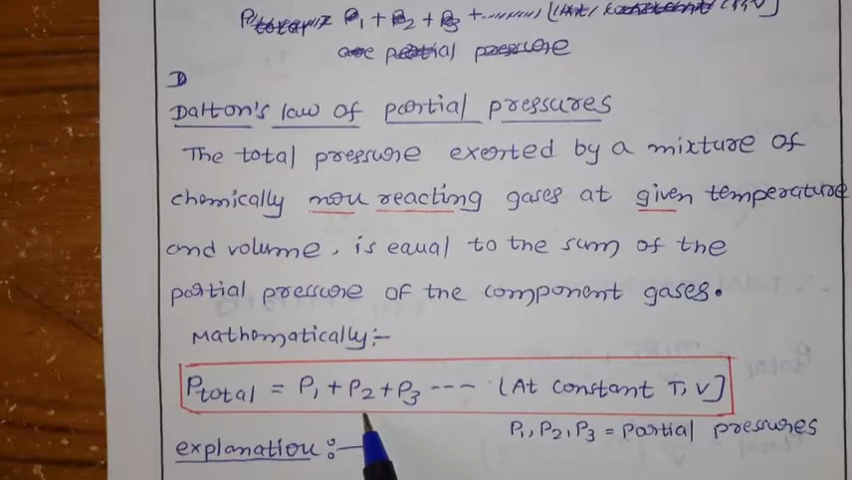 P1 + P2 + P3 +
are partial pressure
D
Dalton's law of partial pressures
The total pressure exerted by a mixture of
chemically non reacting gases at given temperature
and volume, is equal to the sum of the
partial pressure of the component gases.
Mathematically:-
Ptotal = P1 + P2 + P3 --- [At constant T, V]
P1, P2, P3 = partial pressures
explanation :-